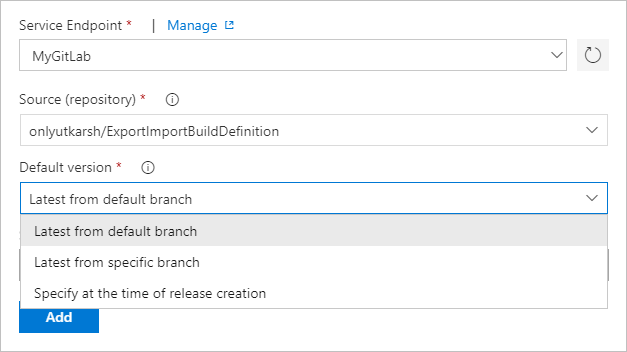 Service Endpoint * | Manage
MyGitLab
Source (repository) *
onlyutkarsh/ExportImportBuildDefinition
Default version *
Latest from default branch
Latest from default branch
Latest from specific branch
Specify at the time of release creation
Add